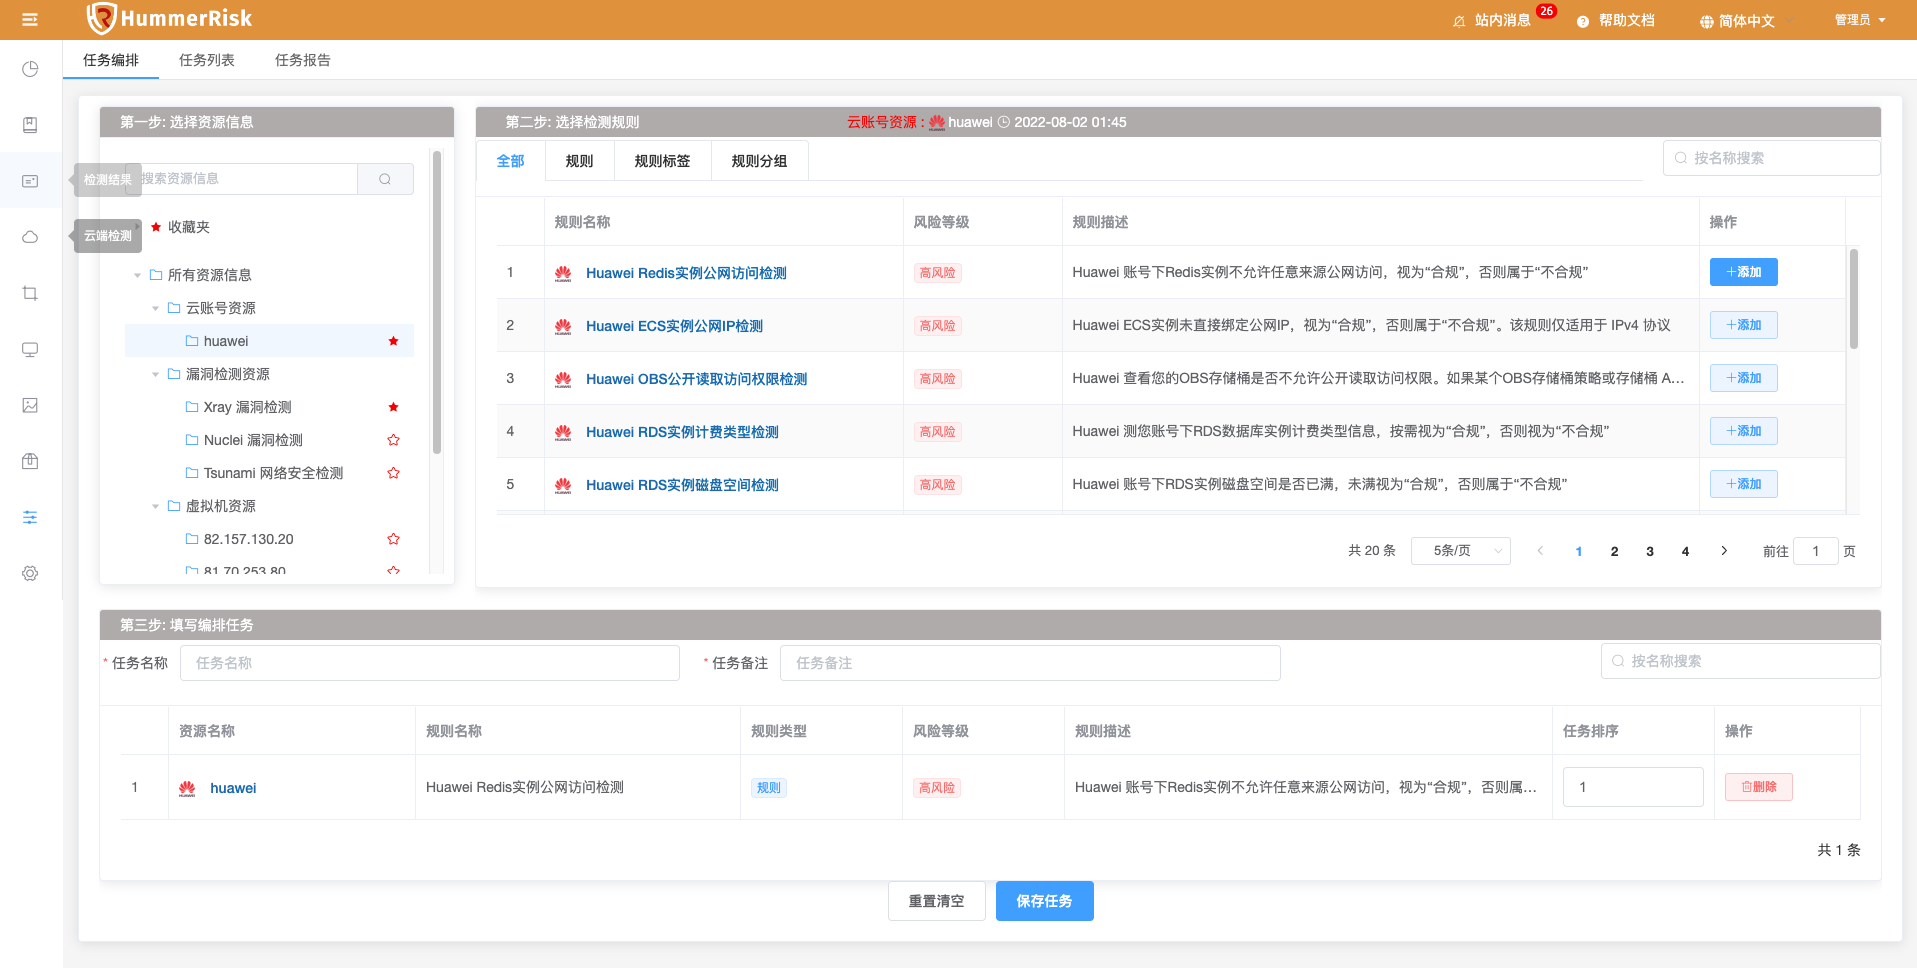 HummerRisk
站内消息 26
帮助文档
简体中文
管理员
任务编排 任务列表 任务报告
第一步: 选择资源信息
检测结果
搜索资源信息
云端检测
收藏夹
所有资源信息
云账号资源
huawei
漏洞检测资源
Xray 漏洞检测
Nuclei 漏洞检测
Tsunami 网络安全检测
虚拟机资源
82.157.130.20
81.70.253.80
第二步: 选择检测规则 云账号资源 : huawei 2022-08-02 01:45
全部 规则 规则标签 规则分组 按名称搜索
规则名称 风险等级 规则描述 操作
1 Huawei Redis实例公网访问检测 高风险 Huawei 账号下Redis实例不允许任意来源公网访问，视为“合规”，否则属于“不合规” +添加
2 Huawei ECS实例公网IP检测 高风险 Huawei ECS实例未直接绑定公网IP，视为“合规”，否则属于“不合规”。该规则仅适用于 IPv4 协议 +添加
3 Huawei OBS公开读取访问权限检测 高风险 Huawei 查看您的OBS存储桶是否不允许公开读取访问权限。如果某个OBS存储桶策略或存储桶 A... +添加
4 Huawei RDS实例计费类型检测 高风险 Huawei 测您账号下RDS数据库实例计费类型信息，按需视为“合规”，否则视为“不合规” +添加
5 Huawei RDS实例磁盘空间检测 高风险 Huawei 账号下RDS实例磁盘空间是否已满，未满视为“合规”，否则属于“不合规” +添加
共 20 条 5条/页 1 2 3 4 前往 1 页
第三步: 填写编排任务
* 任务名称 任务名称 * 任务备注 任务备注 按名称搜索
资源名称 规则名称 规则类型 风险等级 规则描述 任务排序 操作
1 huawei Huawei Redis实例公网访问检测 规则 高风险 Huawei 账号下Redis实例不允许任意来源公网访问，视为“合规”，否则属... 1 删除
共 1 条
重置清空 保存任务